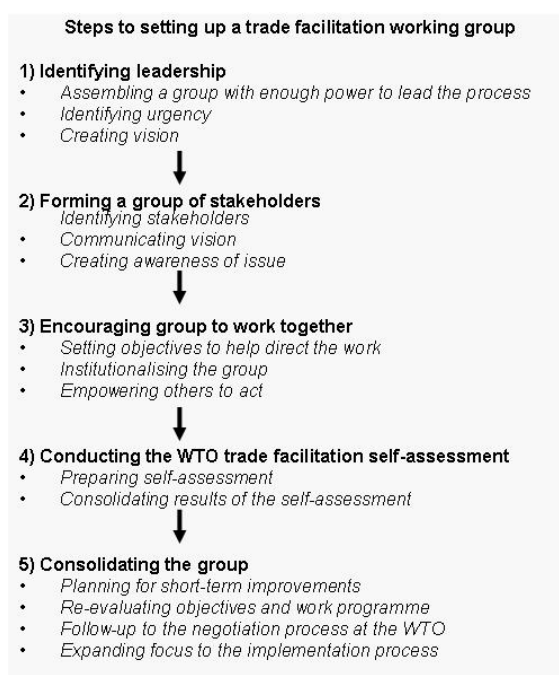 Steps to setting up a trade facilitation working group
1) Identifying leadership
• Assembling a group with enough power to lead the process
• Identifying urgency
• Creating vision
2) Forming a group of stakeholders
Identifying stakeholders
• Communicating vision
• Creating awareness of issue
3) Encouraging group to work together
• Setting objectives to help direct the work
• Institutionalising the group
• Empowering others to act
4) Conducting the WTO trade facilitation self-assessment
• Preparing self-assessment
• Consolidating results of the self-assessment
5) Consolidating the group
• Planning for short-term improvements
• Re-evaluating objectives and work programme
• Follow-up to the negotiation process at the WTO
• Expanding focus to the implementation process